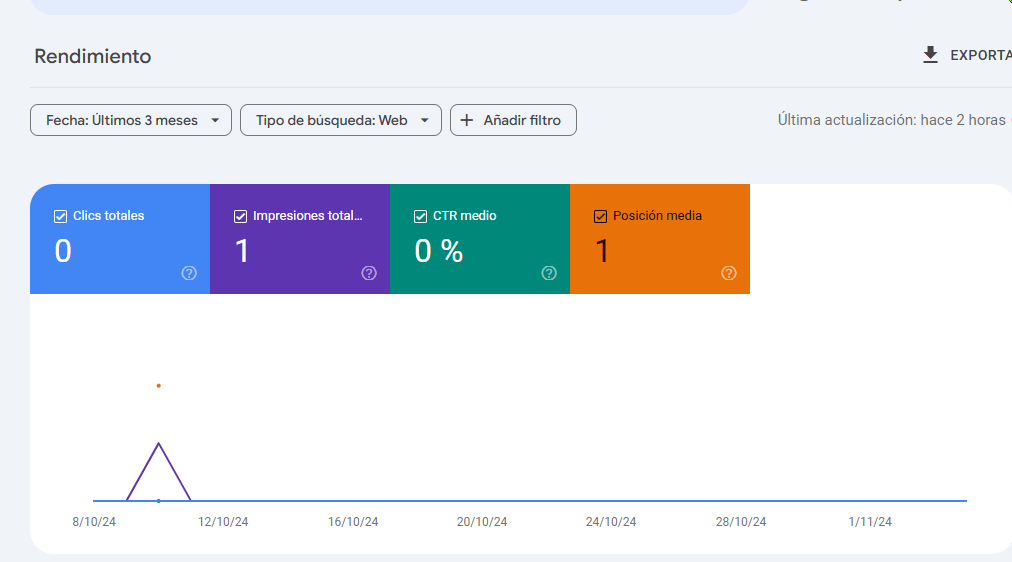 Rendimiento
EXPORTA
Fecha: Últimos 3 meses
Tipo de búsqueda: Web
+ Añadir filtro
Última actualización: hace 2 horas
Clics totales
0
Impresiones total...
1
CTR medio
0 %
Posición media
1
8/10/24 12/10/24 16/10/24 20/10/24 24/10/24 28/10/24 1/11/24